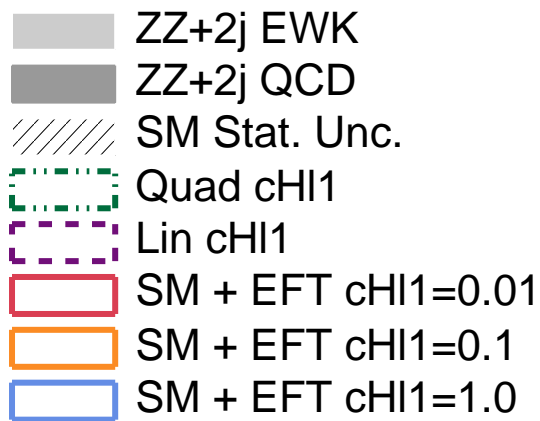 ZZ+2j EWK
ZZ+2j QCD
SM Stat. Unc.
Quad cHl1
Lin cHl1
SM + EFT cHl1=0.01
SM + EFT cHl1=0.1
SM + EFT cHl1=1.0